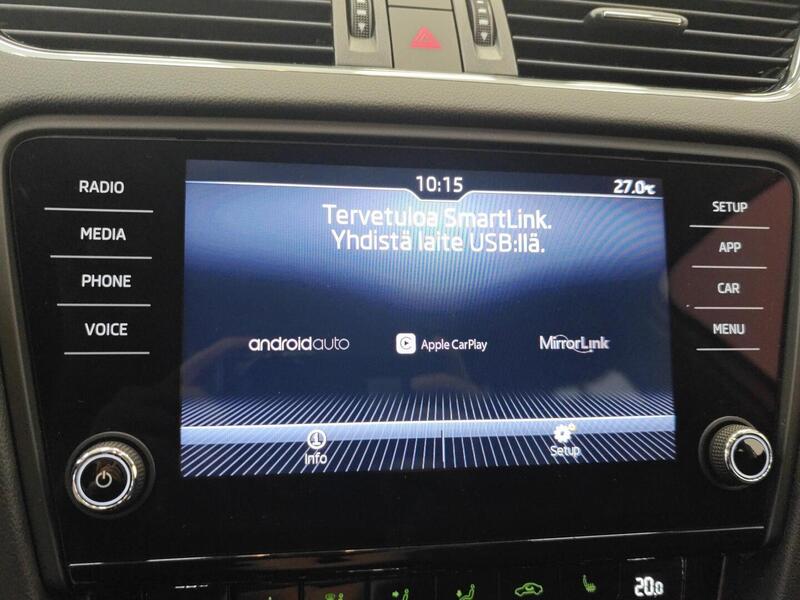 10:15
27.0°C
Tervetuloa SmartLink.
Yhdistä laite USB:llä.
RADIO
MEDIA
PHONE
VOICE
SETUP
APP
CAR
MENU
androidauto
Apple CarPlay
MirrorLink
Info
Setup
20.0